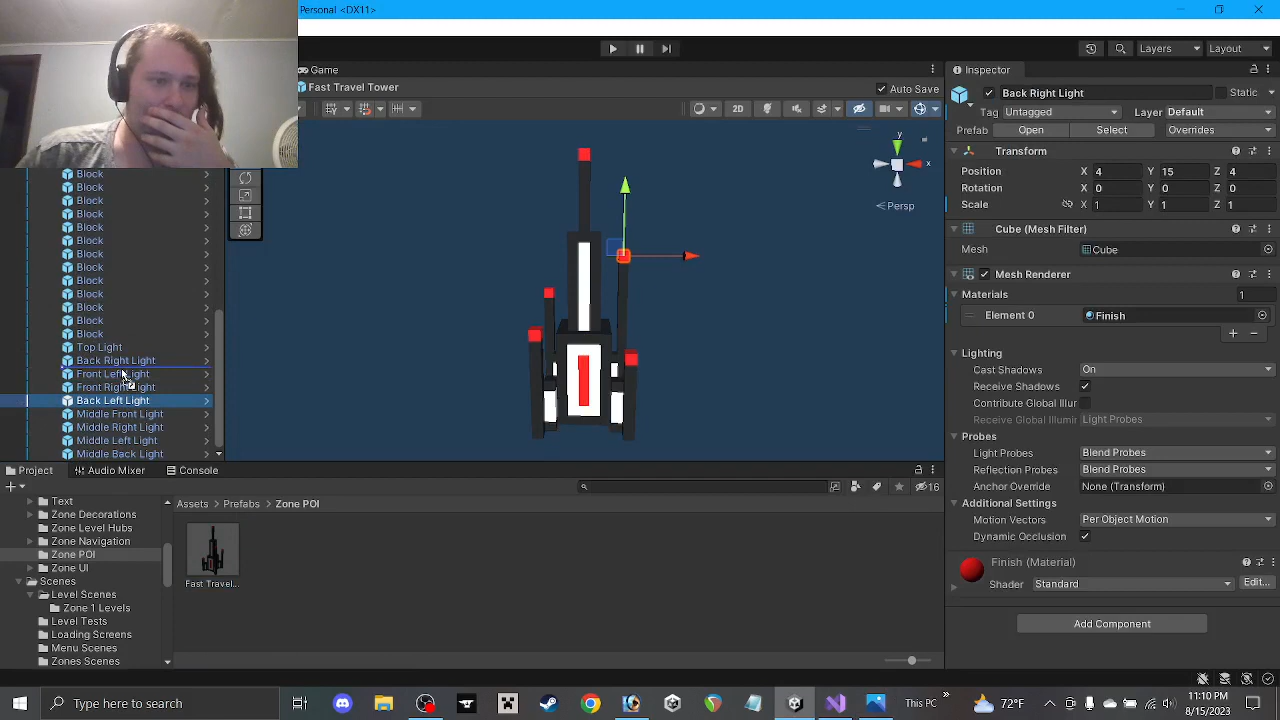 Personal <DX11>
Layers
Layout
Game
Inspector
Fast Travel Tower
Auto Save
Back Right Light
Static
Tag Untagged
Layer Default
2D
Prefab Open Select Overrides
Transform
Position X 4 Y 15 Z 4
Rotation X 0 Y 0 Z 0
Scale X 1 Y 1 Z 1
y
x
Persp
Cube (Mesh Filter)
Mesh Cube
Mesh Renderer
Materials 1
Element 0 Finish
Lighting
Cast Shadows On
Receive Shadows
Contribute Global Illum
Receive Global Illumin Light Probes
Probes
Light Probes Blend Probes
Reflection Probes Blend Probes
Anchor Override None (Transform)
Additional Settings
Motion Vectors Per Object Motion
Dynamic Occlusion
Finish (Material)
Shader Standard Edit...
Add Component
Block
Block
Block
Block
Block
Block
Block
Block
Block
Block
Block
Block
Block
Top Light
Back Right Light
Front Left Light
Front Right Light
Back Left Light
Middle Front Light
Middle Right Light
Middle Left Light
Middle Back Light
Project
Audio Mixer
Console
16
Text
Zone Decorations
Zone Level Hubs
Zone Navigation
Zone POI
Zone UI
Scenes
Level Scenes
Zone 1 Levels
Level Tests
Loading Screens
Menu Scenes
Zones Scenes
Assets > Prefabs > Zone POI
Fast Travel...
Type here to search
This PC
72°F
11:10 PM
8/15/2023